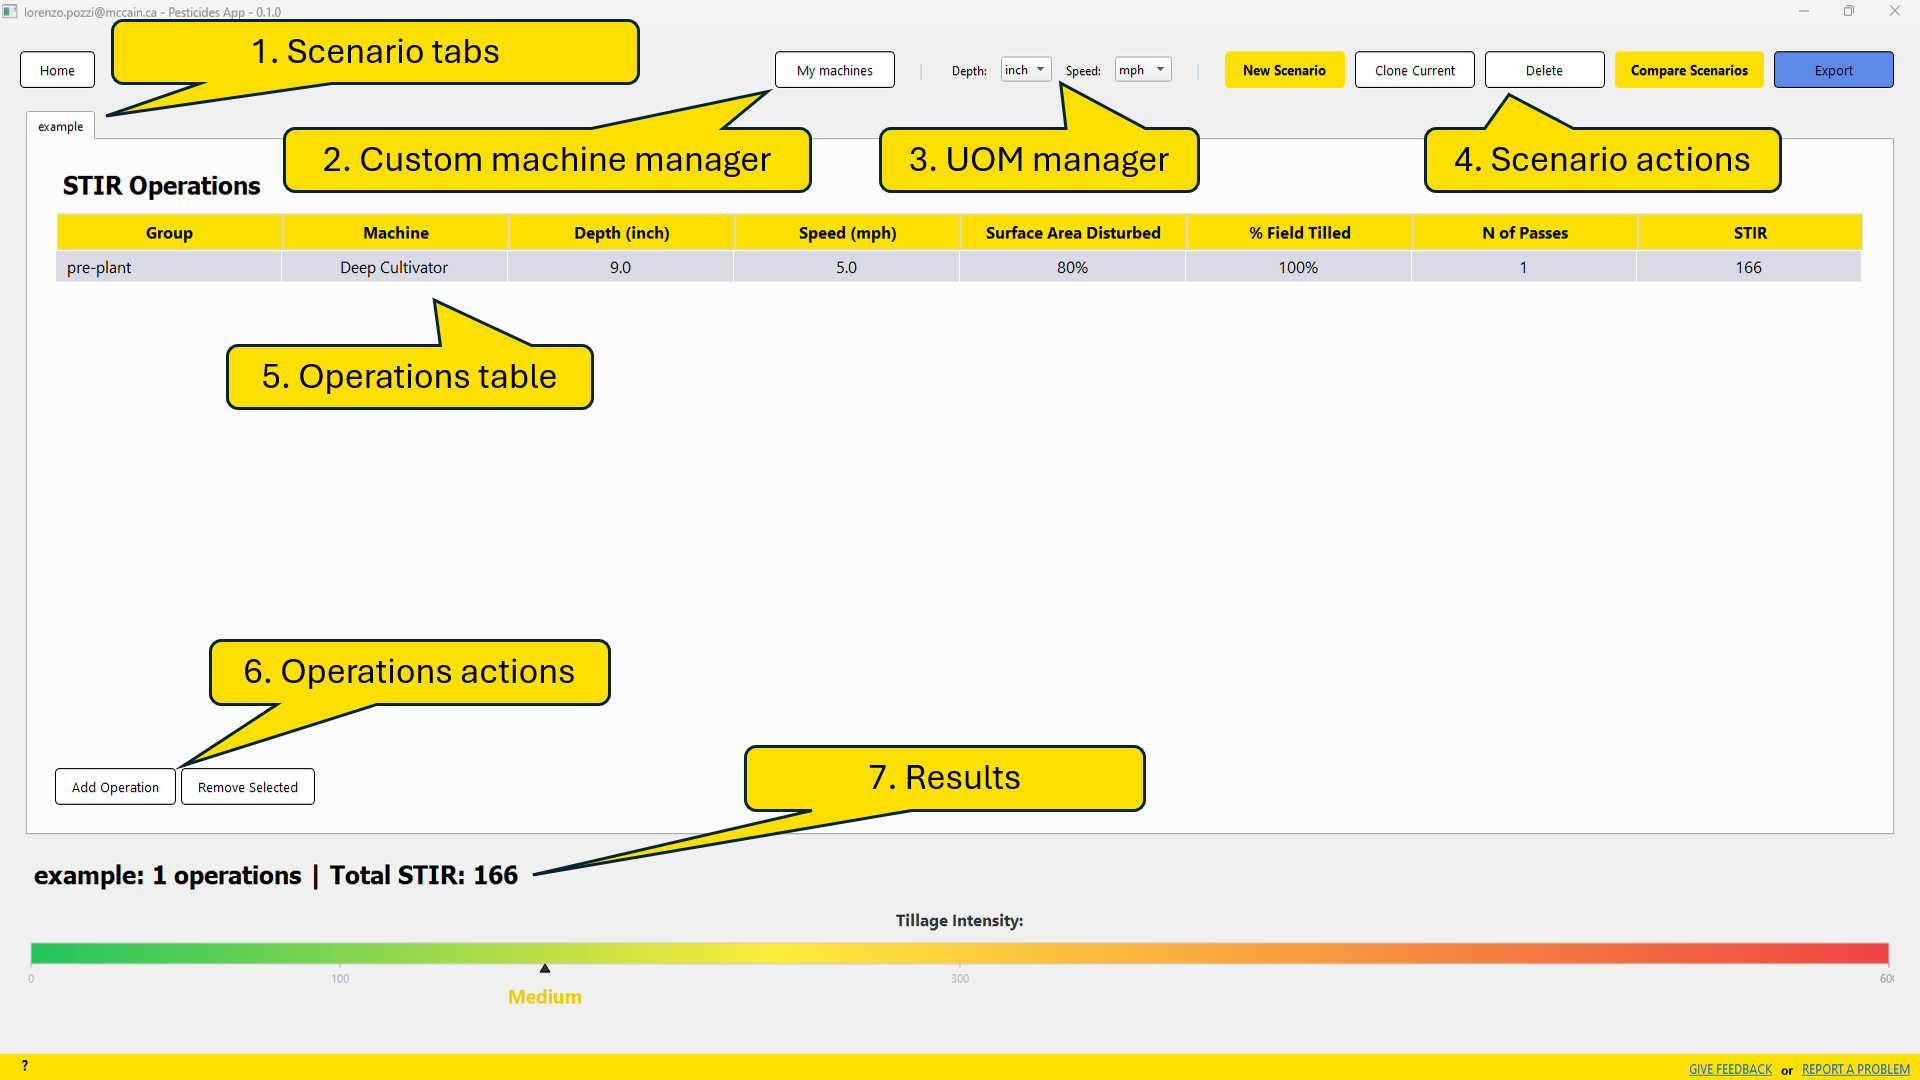 lorenzo.pozzi@mccain.ca - Pesticides App - 0.1.0
1. Scenario tabs
Home
My machines
Depth: inch Speed: mph
New Scenario
Clone Current
Delete
Compare Scenarios
Export
example
2. Custom machine manager
3. UOM manager
4. Scenario actions
STIR Operations
Group Machine Depth (inch) Speed (mph) Surface Area Disturbed % Field Tilled N of Passes STIR
pre-plant Deep Cultivator 9.0 5.0 80% 100% 1 166
5. Operations table
6. Operations actions
Add Operation
Remove Selected
7. Results
example: 1 operations | Total STIR: 166
Tillage Intensity:
0 100 300
Medium
?
GIVE FEEDBACK or REPORT A PROBLEM